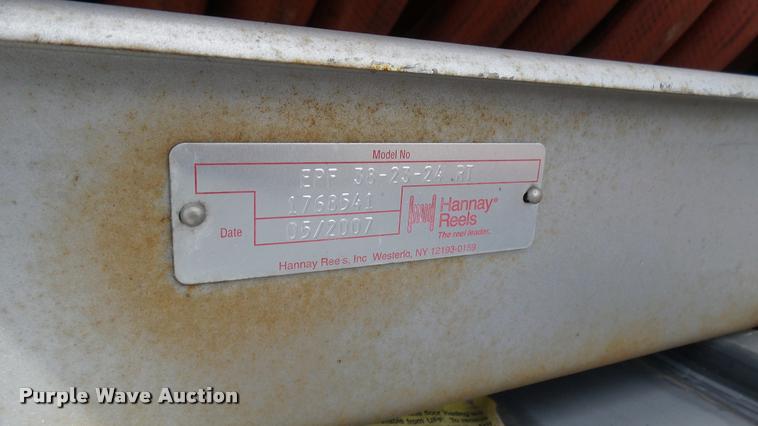 Model No
EPF 38-23-24 RT
1768541
Date 05/2007
Hannay®
Reels
The reel leader.
Hannay Reels, Inc Westerlo, NY 12193-0159
Purple Wave Auction